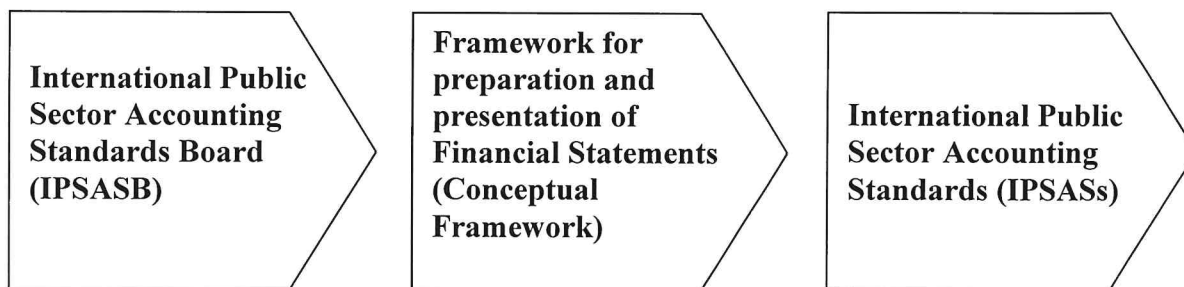 International Public
Sector Accounting
Standards Board
(IPSASB)
Framework for
preparation and
presentation of
Financial Statements
(Conceptual
Framework)
International Public
Sector Accounting
Standards (IPSASs)